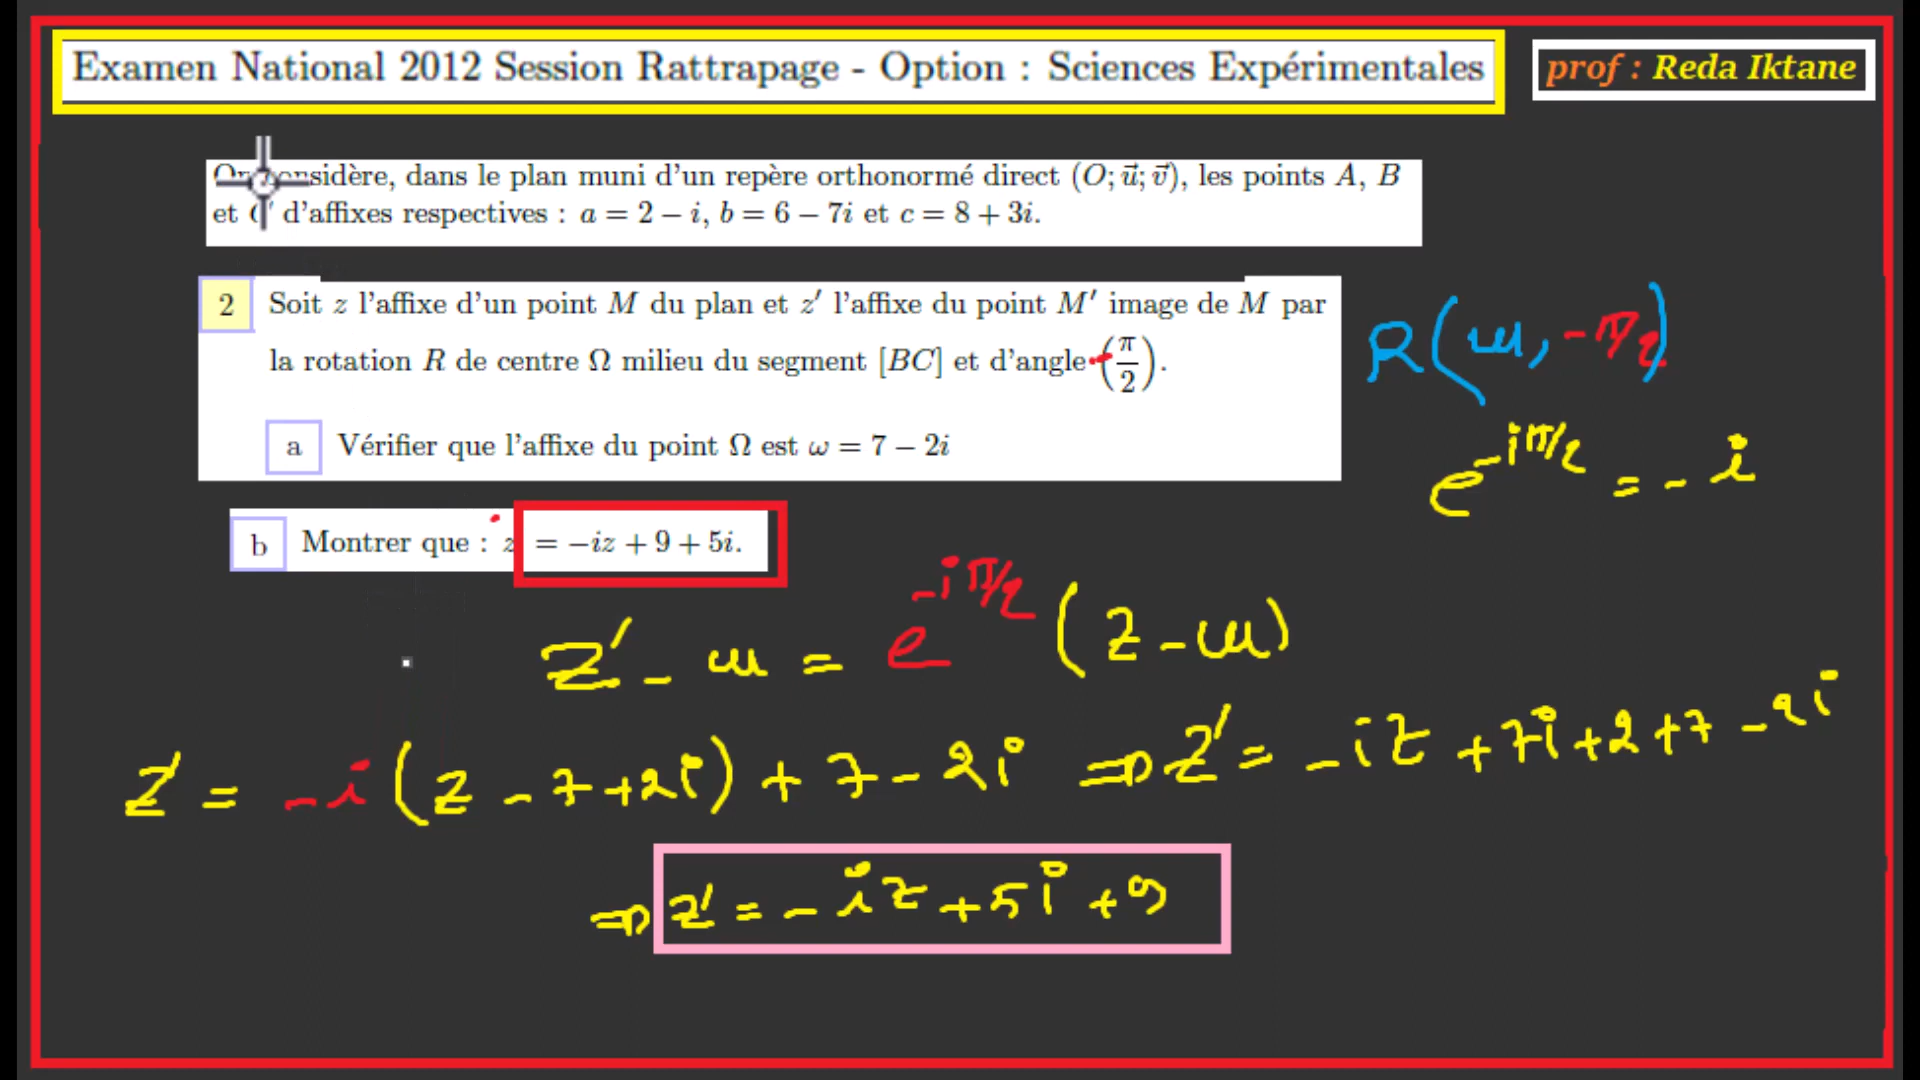 Examen National 2012 Session Rattrapage - Option : Sciences Expérimentales
prof : Reda Iktane
considère, dans le plan muni d'un repère orthonormé direct (O; u⃗; v⃗), les points A, B
et C d'affixes respectives : a = 2 − i, b = 6 − 7i et c = 8 + 3i.
2 Soit z l'affixe d'un point M du plan et z′ l'affixe du point M′ image de M par
la rotation R de centre Ω milieu du segment [BC] et d'angle -(π/2).
R(ω, -π/2)
a Vérifier que l'affixe du point Ω est ω = 7 − 2i
e^{-iπ/2} = -i
b Montrer que : z' = −iz + 9 + 5i.
z' - ω = e^{-iπ/2} (z - ω)
z' = -i (z - 7 + 2i) + 7 - 2i ⇒ z' = -iz + 7i + 2 + 7 - 2i
⇒ z' = -iz + 5i + 9